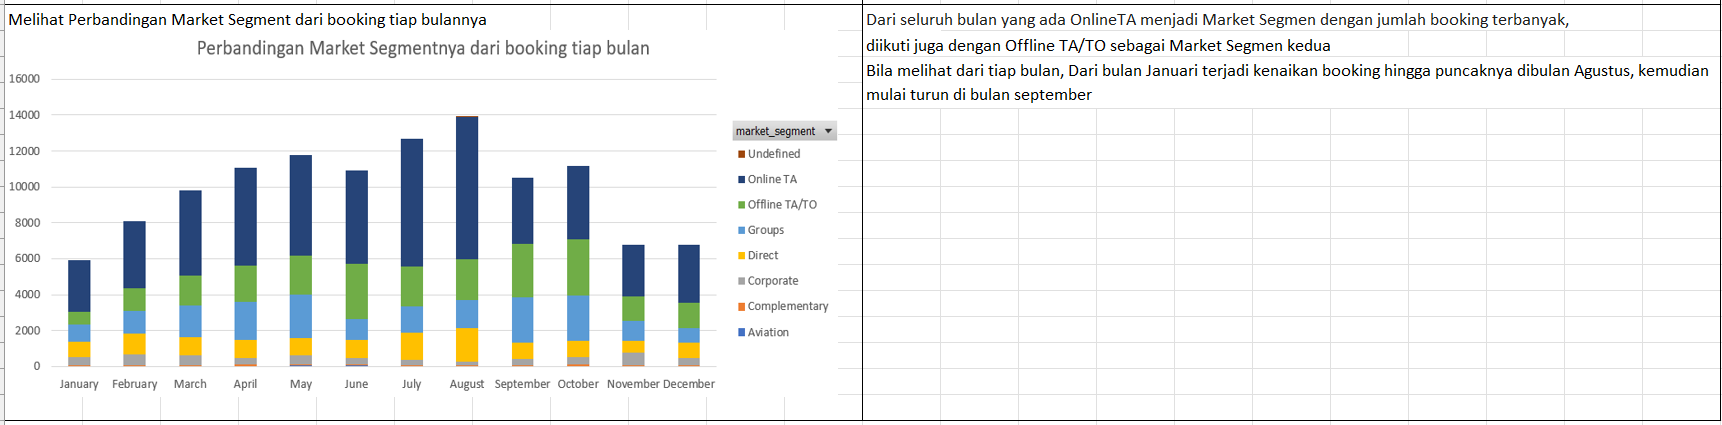 Melihat Perbandingan Market Segment dari booking tiap bulannya
Perbandingan Market Segmentnya dari booking tiap bulan
16000
14000
12000
10000
8000
6000
4000
2000
0
January February March April May June July August September October November December
market_segment
Undefined
Online TA
Offline TA/TO
Groups
Direct
Corporate
Complementary
Aviation
Dari seluruh bulan yang ada OnlineTA menjadi Market Segmen dengan jumlah booking terbanyak,
diikuti juga dengan Offline TA/TO sebagai Market Segmen kedua
Bila melihat dari tiap bulan, Dari bulan Januari terjadi kenaikan booking hingga puncaknya dibulan Agustus, kemudian
mulai turun di bulan september